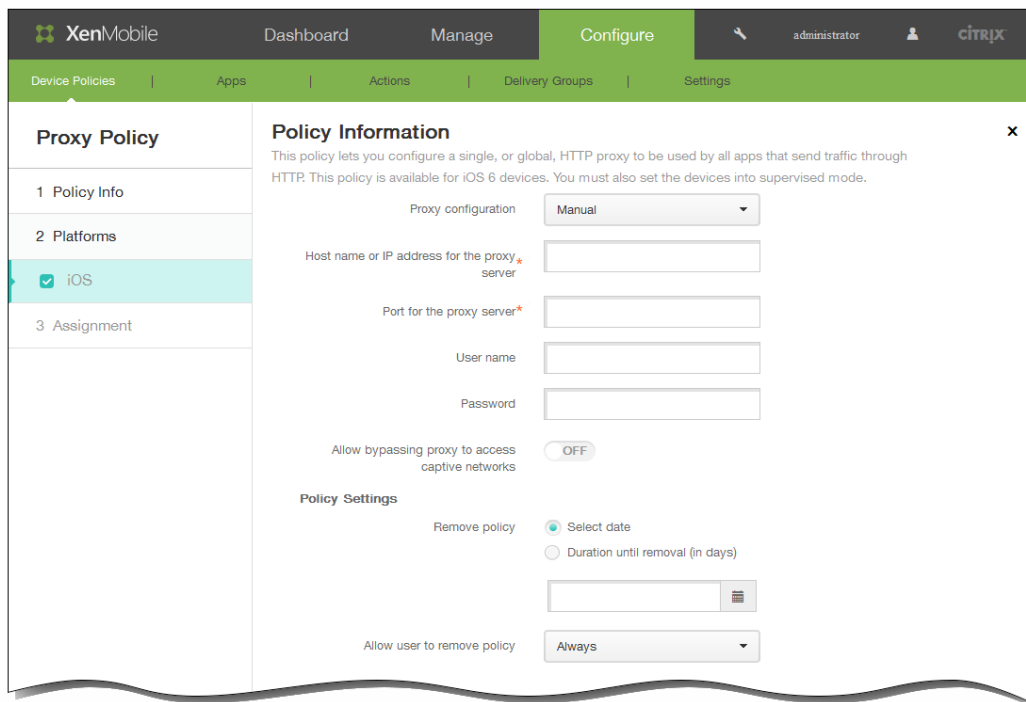 XenMobile Dashboard Manage Configure administrator CİTRIX
Device Policies | Apps | Actions | Delivery Groups | Settings
Proxy Policy
1 Policy Info
2 Platforms
iOS
3 Assignment
Policy Information x
This policy lets you configure a single, or global, HTTP proxy to be used by all apps that send traffic through
HTTP. This policy is available for iOS 6 devices. You must also set the devices into supervised mode.
Proxy configuration Manual
Host name or IP address for the proxy
server*
Port for the proxy server*
User name
Password
Allow bypassing proxy to access
captive networks OFF
Policy Settings
Remove policy Select date
Duration until removal (in days)
Allow user to remove policy Always